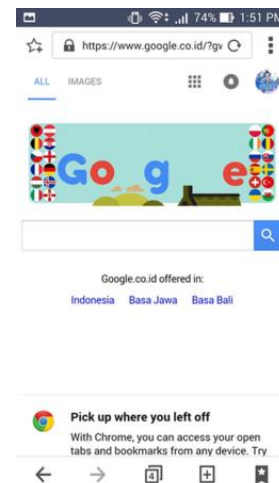 74% 1:51 PM
https://www.google.co.id/?gv
ALL IMAGES
Go g e
Google.co.id offered in:
Indonesia Basa Jawa Basa Bali
Pick up where you left off
With Chrome, you can access your open
tabs and bookmarks from any device. Try
4